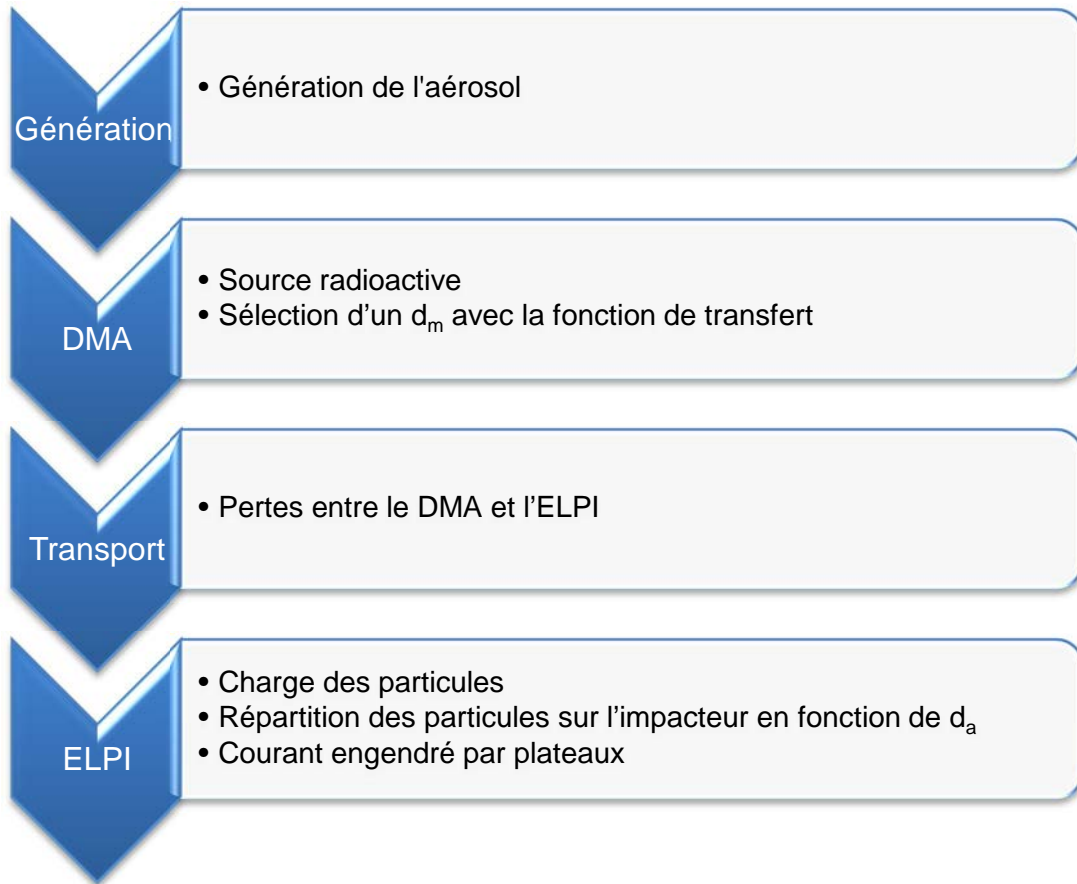 Génération
• Génération de l'aérosol
DMA
• Source radioactive
• Sélection d’un dₘ avec la fonction de transfert
Transport
• Pertes entre le DMA et l’ELPI
ELPI
• Charge des particules
• Répartition des particules sur l’impacteur en fonction de dₐ
• Courant engendré par plateaux